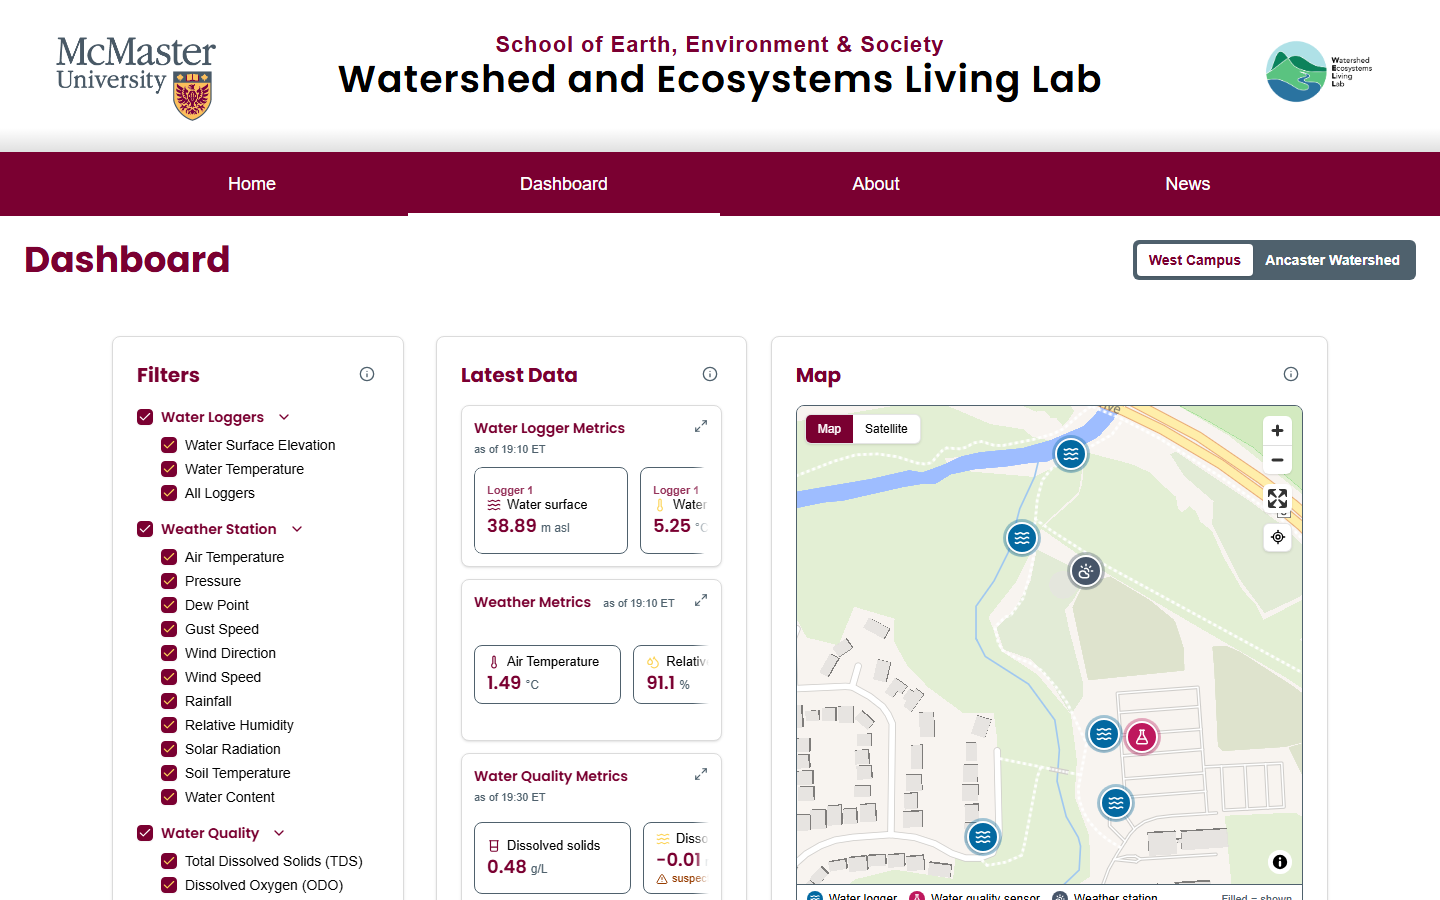 McMaster
University
School of Earth, Environment & Society
Watershed and Ecosystems Living Lab
Watershed
Ecosystems
Living
Lab
Home
Dashboard
About
News
Dashboard
West Campus
Ancaster Watershed
Filters
Water Loggers
Water Surface Elevation
Water Temperature
All Loggers
Weather Station
Air Temperature
Pressure
Dew Point
Gust Speed
Wind Direction
Wind Speed
Rainfall
Relative Humidity
Solar Radiation
Soil Temperature
Water Content
Water Quality
Total Dissolved Solids (TDS)
Dissolved Oxygen (ODO)
Latest Data
Water Logger Metrics
as of 19:10 ET
Logger 1
Water surface
38.89 m asl
Logger 1
Water
5.25 °C
Weather Metrics as of 19:10 ET
Air Temperature
1.49 °C
Relativ
91.1 %
Water Quality Metrics
as of 19:30 ET
Dissolved solids
0.48 g/L
Disso
-0.01
suspec
Map
Map
Satellite
Water logger
Water quality sensor
Weather station
Filled = shown